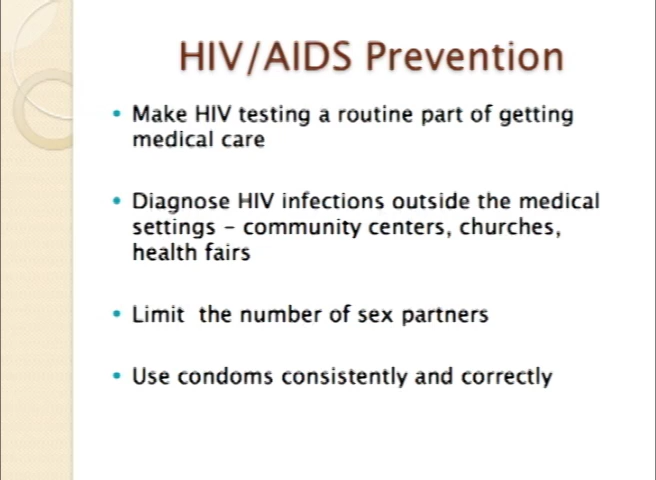 HIV/AIDS Prevention
• Make HIV testing a routine part of getting
medical care
• Diagnose HIV infections outside the medical
settings – community centers, churches,
health fairs
• Limit  the number of sex partners
• Use condoms consistently and correctly